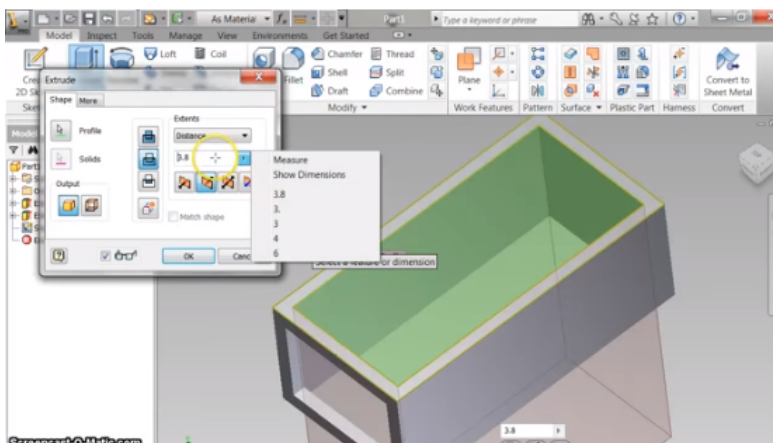 As Material
Part1
Type a keyword or phrase
Model Inspect Tools Manage View Environments Get Started
Loft Coil Chamfer Thread
Shell Split
Fillet Draft Combine
Plane
Convert to
Sheet Metal
Modify Work Features Pattern Surface Plastic Part Harness Convert
Extrude
Shape More
Profile
Solids
Output
Extents
Distance
3.8
Match shape
OK
Measure
Show Dimensions
3.8
3.
3
4
6
Select a feature or dimension
3.8
Screencast-O-Matic.com